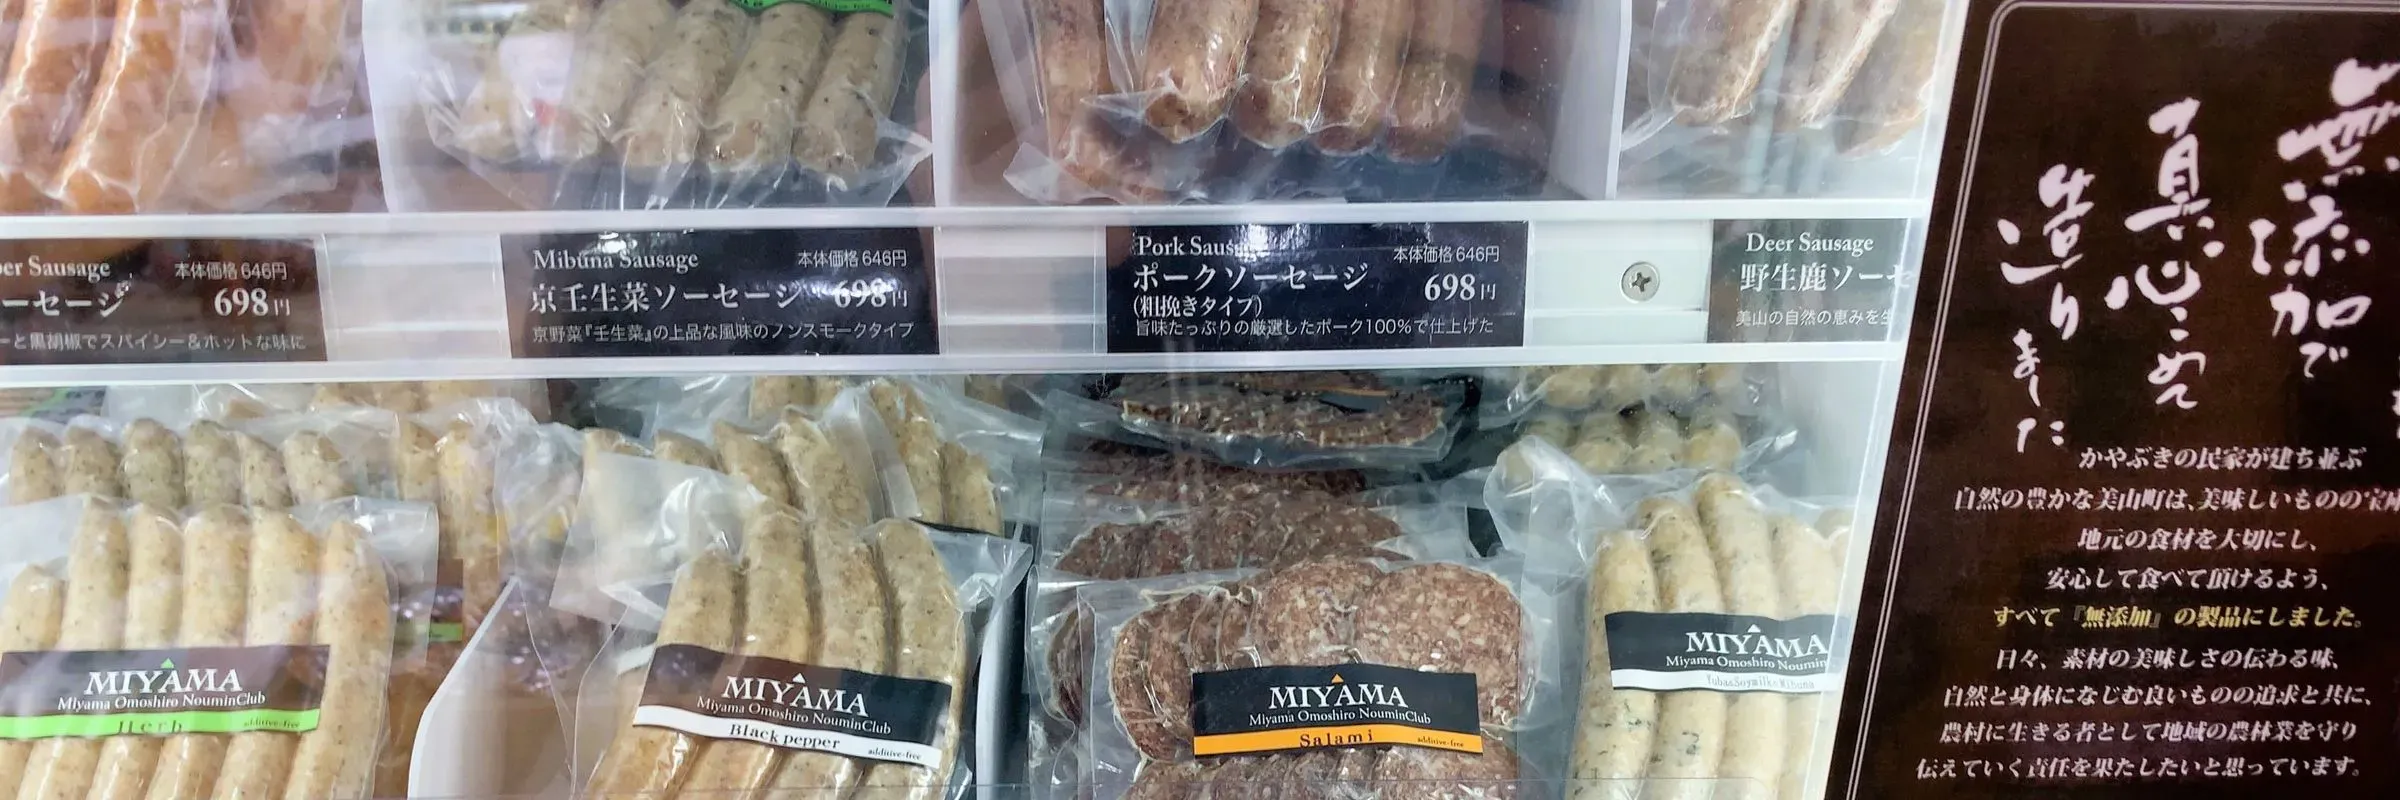 er Sausage
本体価格646円
ーセージ
698円
ーと黒胡椒でスパイシー&ホットな味に
Mibuna Sausage
本体価格646円
京壬生菜ソーセージ
698円
京野菜『壬生菜』の上品な風味のノンスモークタイプ
Pork Sausage
本体価格646円
ポークソーセージ
698円
(粗挽きタイプ)
旨味たっぷりの厳選したポーク100%で仕上げた
Deer Sausage
野生鹿ソーセ
美山の自然の恵みを生
MIYAMA
Miyama Omoshiro NouminClub
Herb
additive-free
MIYAMA
Miyama Omoshiro NouminClub
Black pepper
additive-free
MIYAMA
Miyama Omoshiro NouminClub
Salami
additive-free
MIYAMA
Miyama Omoshiro Noumin
Yuba&Soymilk&Mibuna
無添加で
真心こめて
造りました
かやぶきの民家が建ち並ぶ
自然の豊かな美山町は、美味しいものの宝庫
地元の食材を大切にし、
安心して食べて頂けるよう、
すべて『無添加』の製品にしました。
日々、素材の美味しさの伝わる味、
自然と身体になじむ良いものの追求と共に、
農村に生きる者として地域の農林業を守り
伝えていく責任を果たしたいと思っています。